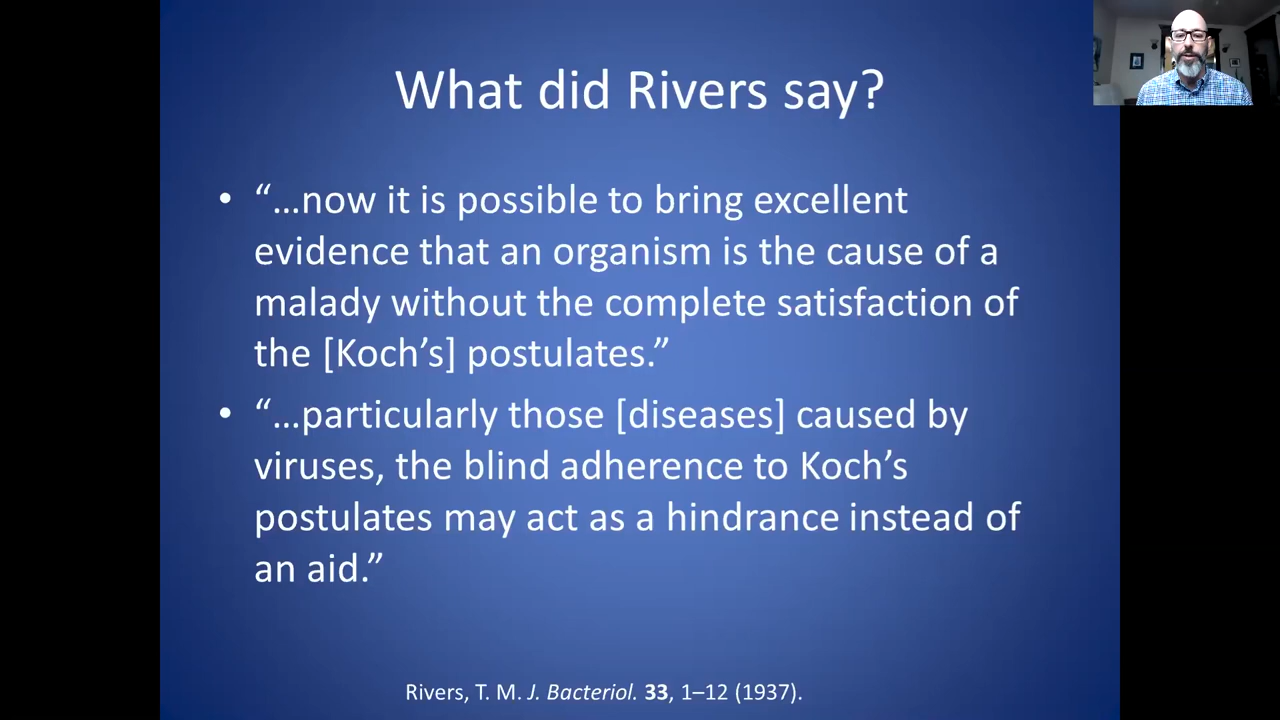 What did Rivers say?
• “…now it is possible to bring excellent
evidence that an organism is the cause of a
malady without the complete satisfaction of
the [Koch’s] postulates.”
• “…particularly those [diseases] caused by
viruses, the blind adherence to Koch’s
postulates may act as a hindrance instead of
an aid.”
Rivers, T. M. J. Bacteriol. 33, 1–12 (1937).